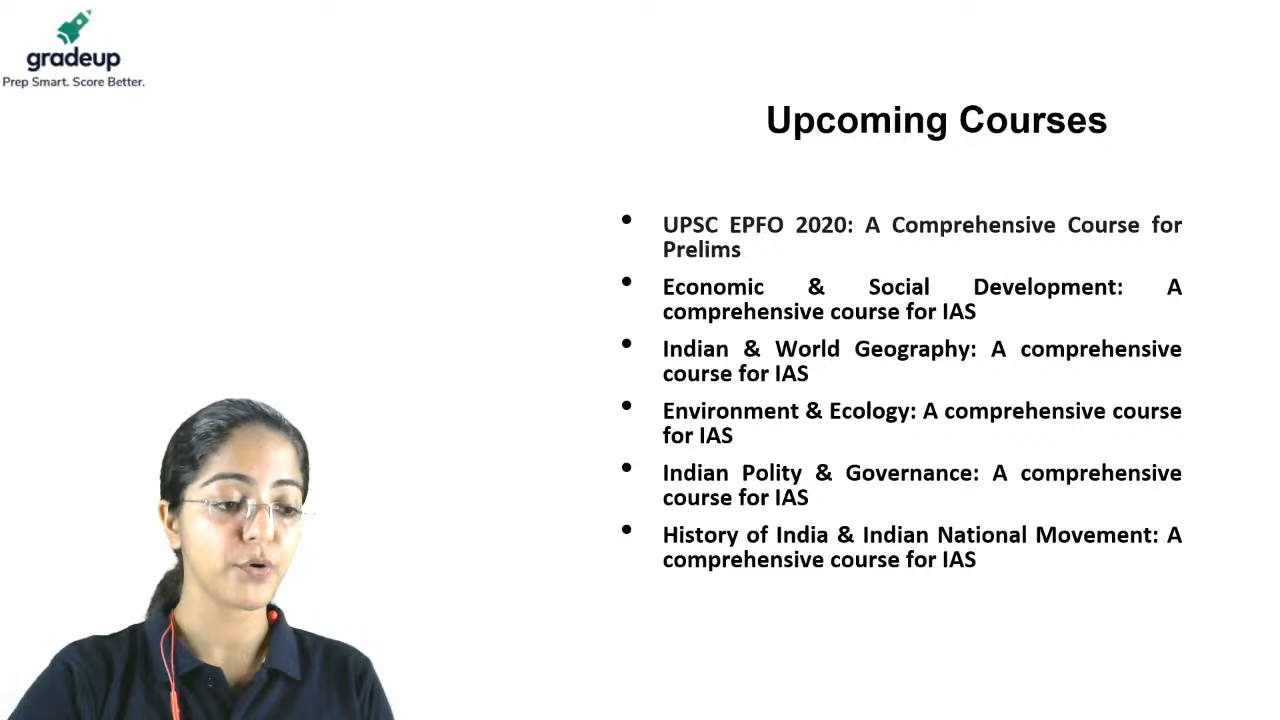 gradeup
Prep Smart. Score Better.
Upcoming Courses
• UPSC EPFO 2020: A Comprehensive Course for
Prelims
• Economic & Social Development: A
comprehensive course for IAS
• Indian & World Geography: A comprehensive
course for IAS
• Environment & Ecology: A comprehensive course
for IAS
• Indian Polity & Governance: A comprehensive
course for IAS
• History of India & Indian National Movement: A
comprehensive course for IAS